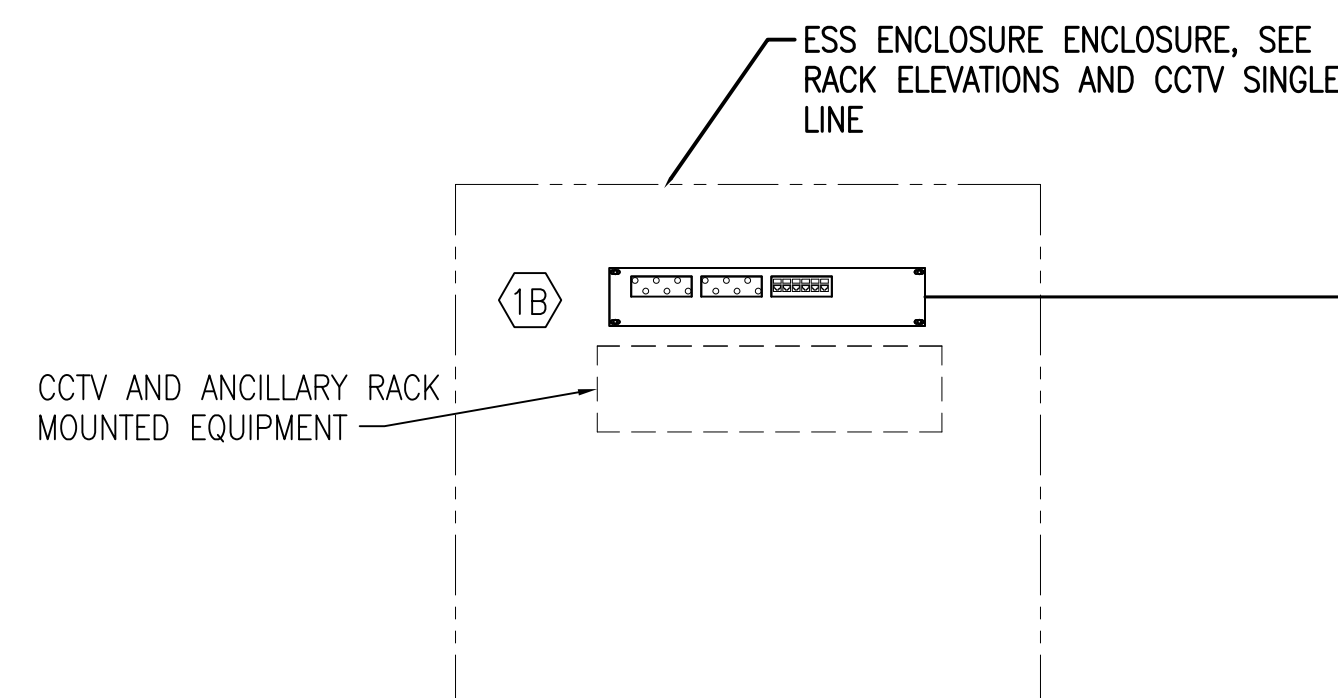 ESS ENCLOSURE ENCLOSURE, SEE
RACK ELEVATIONS AND CCTV SINGLE
LINE
1B
CCTV AND ANCILLARY RACK
MOUNTED EQUIPMENT